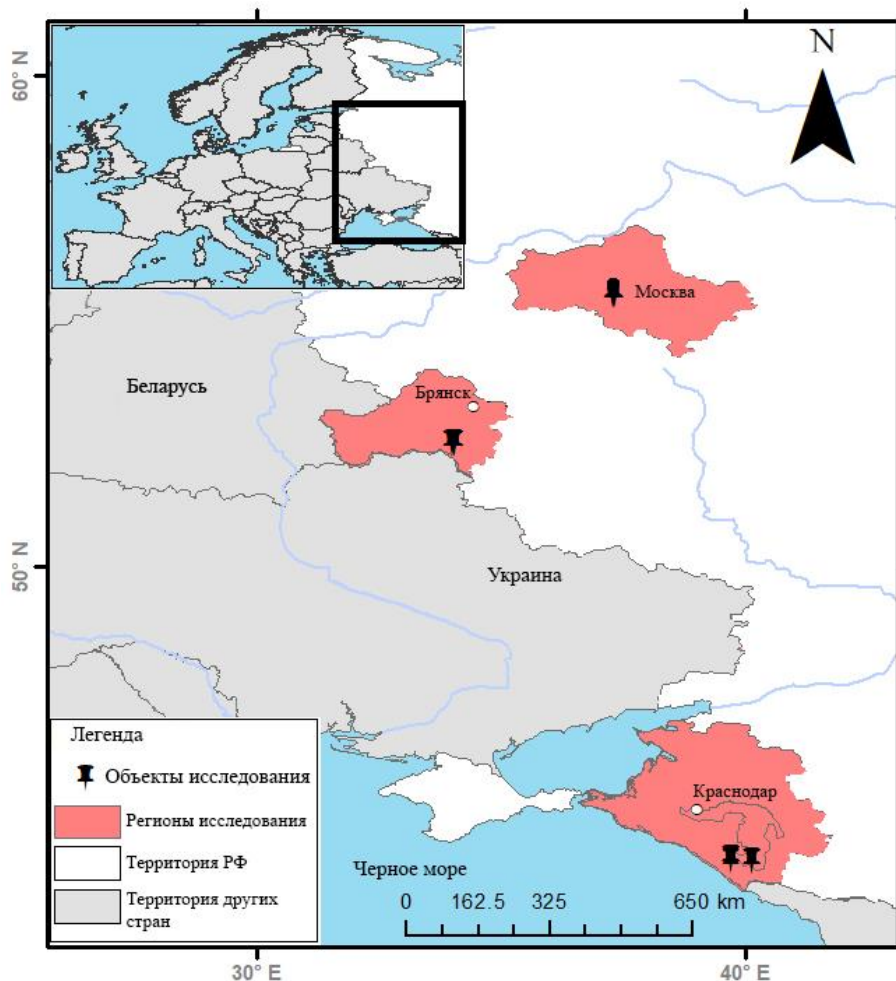 N
60° N
50° N
Москва
Брянск
Беларусь
Украина
Краснодар
Черное море
Легенда
Объекты исследования
Регионы исследования
Территория РФ
Территория других
стран
0 162.5 325 650 km
30° E
40° E